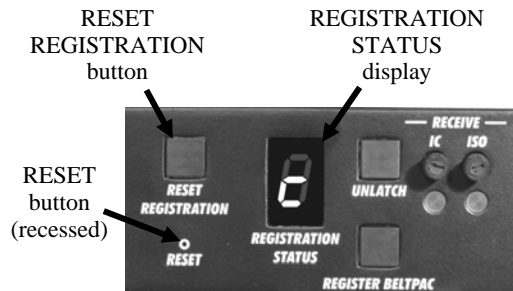 RESET
REGISTRATION
button
REGISTRATION
STATUS
display
RESET
button
(recessed)
RECEIVE
IC ISO
RESET
REGISTRATION
UNLATCH
RESET
REGISTRATION
STATUS
REGISTER BELTPAC
c